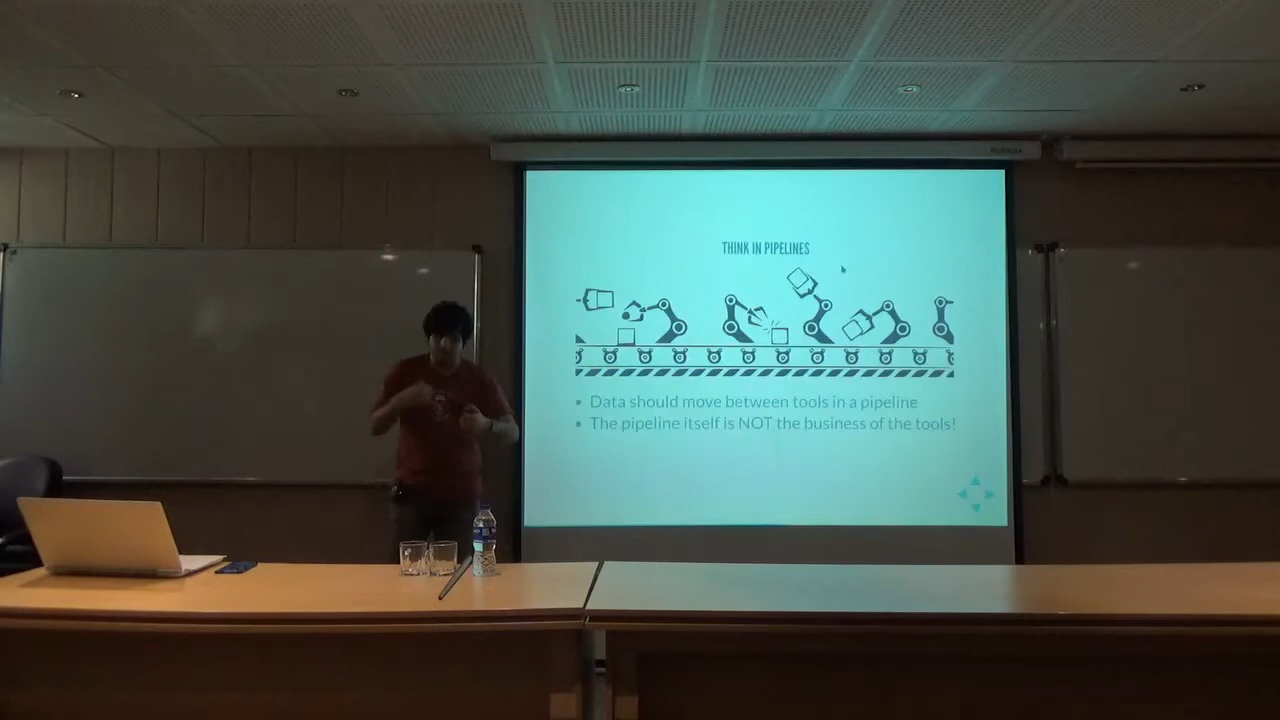 THINK IN PIPELINES
Data should move between tools in a pipeline
The pipeline itself is NOT the business of the tools!